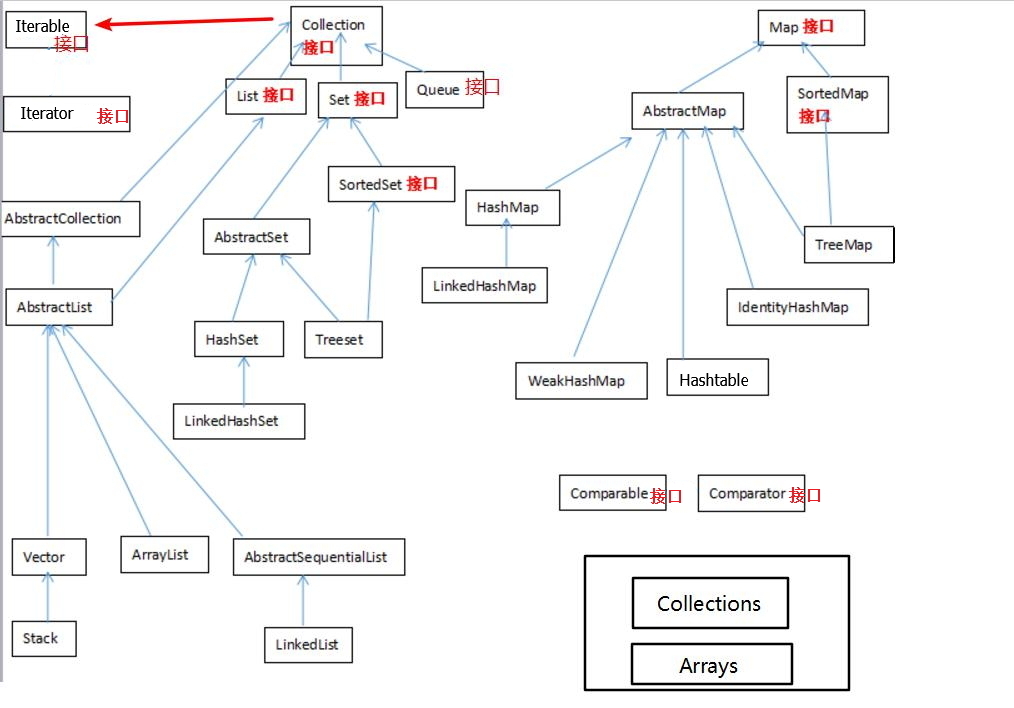 Iterable
接口
Collection
接口
Map 接口
List 接口
Set 接口
Queue 接口
Iterator 接口
AbstractMap
SortedMap
接口
SortedSet 接口
HashMap
AbstractCollection
AbstractSet
TreeMap
LinkedHashMap
AbstractList
IdentityHashMap
HashSet
Treeset
WeakHashMap
Hashtable
LinkedHashSet
Comparable 接口
Comparator 接口
Vector
ArrayList
AbstractSequentialList
Collections
Stack
LinkedList
Arrays